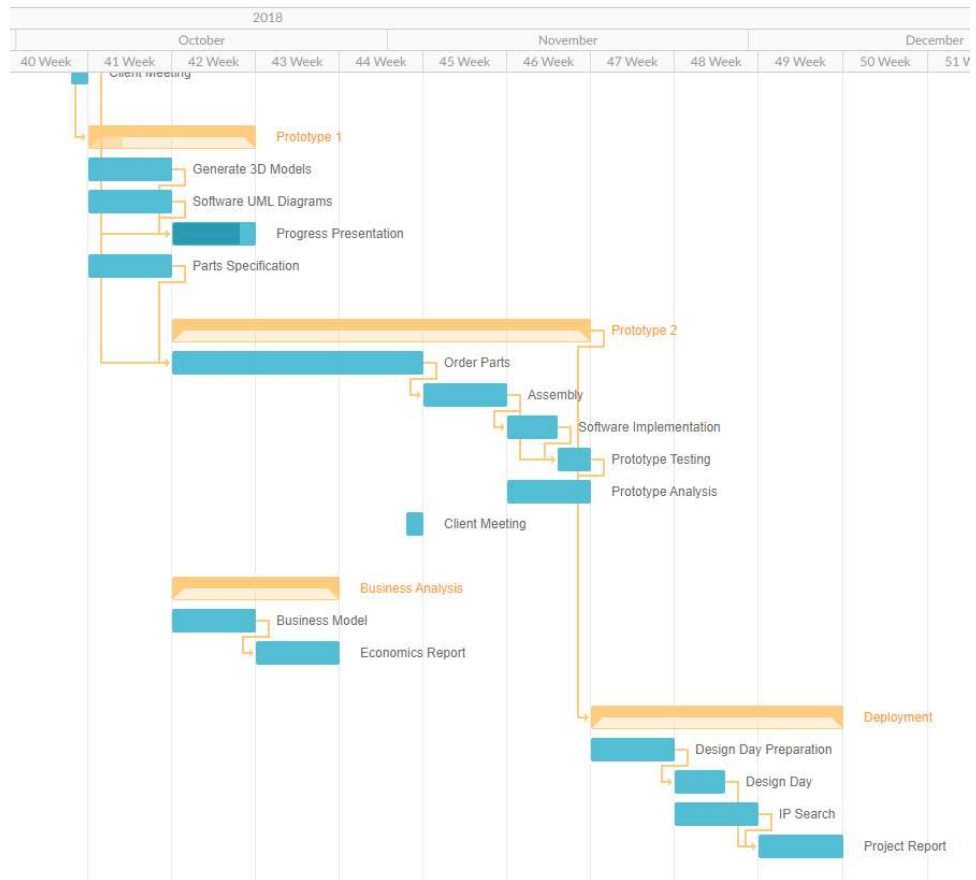 2018
October November December
40 Week 41 Week 42 Week 43 Week 44 Week 45 Week 46 Week 47 Week 48 Week 49 Week 50 Week 51 W
Client Meeting
Prototype 1
Generate 3D Models
Software UML Diagrams
Progress Presentation
Parts Specification
Prototype 2
Order Parts
Assembly
Software Implementation
Prototype Testing
Prototype Analysis
Client Meeting
Business Analysis
Business Model
Economics Report
Deployment
Design Day Preparation
Design Day
IP Search
Project Report